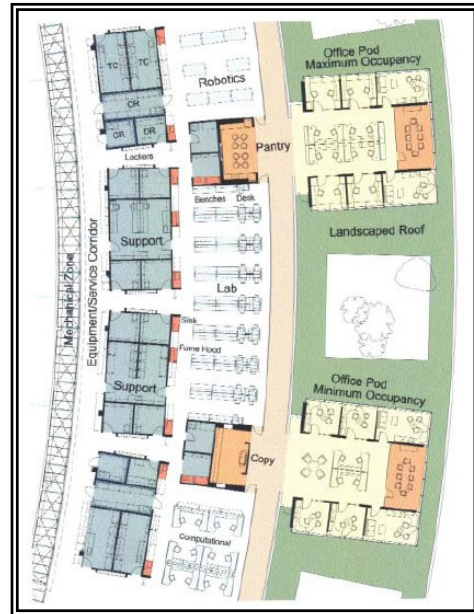 Office Pod
Maximum Occupancy
TC
TC
Robotics
CR
CR
DR
Pantry
Lockers
Benches
Desk
Landscaped Roof
Support
Mechanical Zone
Equipment/Service Corridor
Lab
Sink
Fume Hood
Office Pod
Minimum Occupancy
Support
Copy
computational